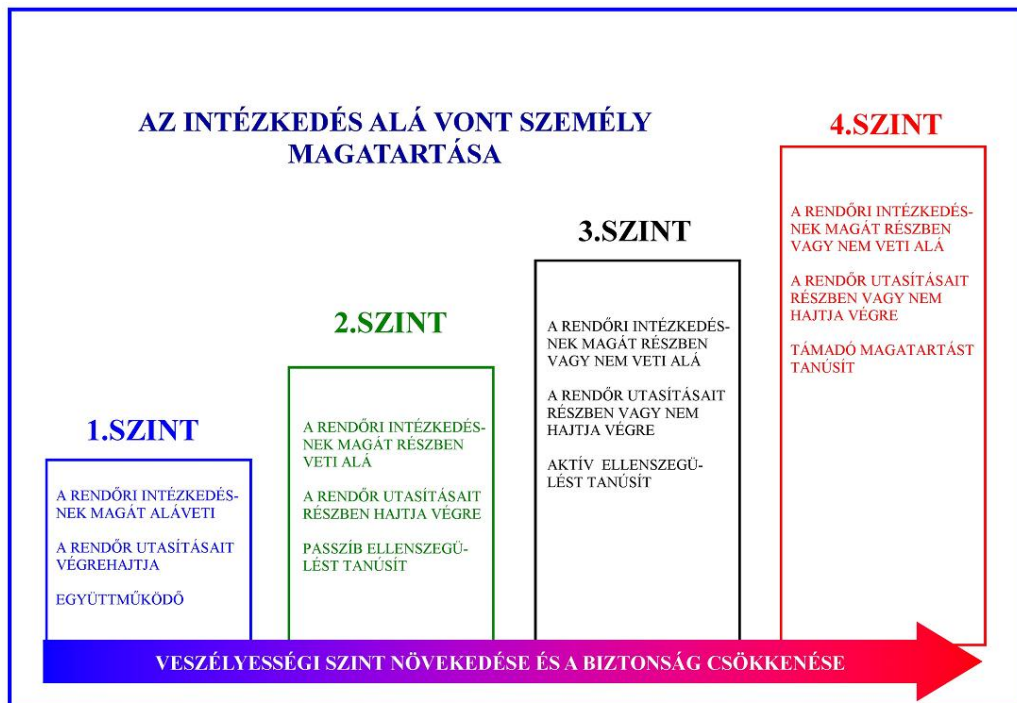 AZ INTÉZKEDÉS ALÁ VONT SZEMÉLY
MAGATARTÁSA
1.SZINT
A RENDŐRI INTÉZKEDÉS-
NEK MAGÁT ALÁVETI
A RENDŐR UTASÍTÁSAIT
VÉGREHAJTJA
EGYÜTTMŰKÖDŐ
2.SZINT
A RENDŐRI INTÉZKEDÉS-
NEK MAGÁT RÉSZBEN
VETI ALÁ
A RENDŐR UTASÍTÁSAIT
RÉSZBEN HAJTJA VÉGRE
PASSZÍB ELLENSZEGÜ-
LÉST TANÚSÍT
3.SZINT
A RENDŐRI INTÉZKEDÉS-
NEK MAGÁT RÉSZBEN
VAGY NEM VETI ALÁ
A RENDŐR UTASÍTÁSAIT
RÉSZBEN VAGY NEM
HAJTJA VÉGRE
AKTÍV ELLENSZEGÜ-
LÉST TANÚSÍT
4.SZINT
A RENDŐRI INTÉZKEDÉS-
NEK MAGÁT RÉSZBEN
VAGY NEM VETI ALÁ
A RENDŐR UTASÍTÁSAIT
RÉSZBEN VAGY NEM
HAJTJA VÉGRE
TÁMADÓ MAGATARTÁST
TANÚSÍT
VESZÉLYESSÉGI SZINT NÖVEKEDÉSE ÉS A BIZTONSÁG CSÖKKENÉSE